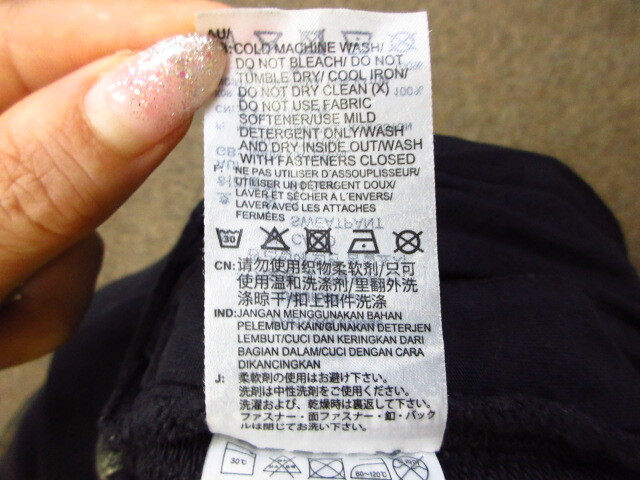 AU/
COLD MACHINE WASH/
DO NOT BLEACH/ DO NOT
TUMBLE DRY/ COOL IRON/
DO NOT DRY CLEAN (X)
DO NOT USE FABRIC
SOFTENER/USE MILD
DETERGENT ONLY/WASH
AND DRY INSIDE OUT/WASH
WITH FASTENERS CLOSED
F: NE PAS UTILISER D'ASSOUPLISSEUR/
UTILISER UN DÉTERGENT DOUX/
LAVER ET SÉCHER A L'ENVERS/
LAVER AVEC LES ATTACHES
FERMÉES
30
CN: 请勿使用织物柔软剂/只可
使用温和洗涤剂/里翻外洗
涤晾干/扣上扣件洗涤
IND: JANGAN MENGGUNAKAN BAHAN
PELEMBUT KAIN/GUNAKAN DETERJEN
LEMBUT/CUCI DAN KERINGKAN DARI
BAGIAN DALAM/CUCI DENGAN CARA
DIKANCINGKAN
J: 柔軟剤の使用はお避け下さい。
洗剤は中性洗剤をご使用ください。
洗濯および、乾燥時は裏返して下さい。
ファスナー・面ファスナー・釦・バック
ルは閉じてお洗い下さい。
30℃ 80~120℃